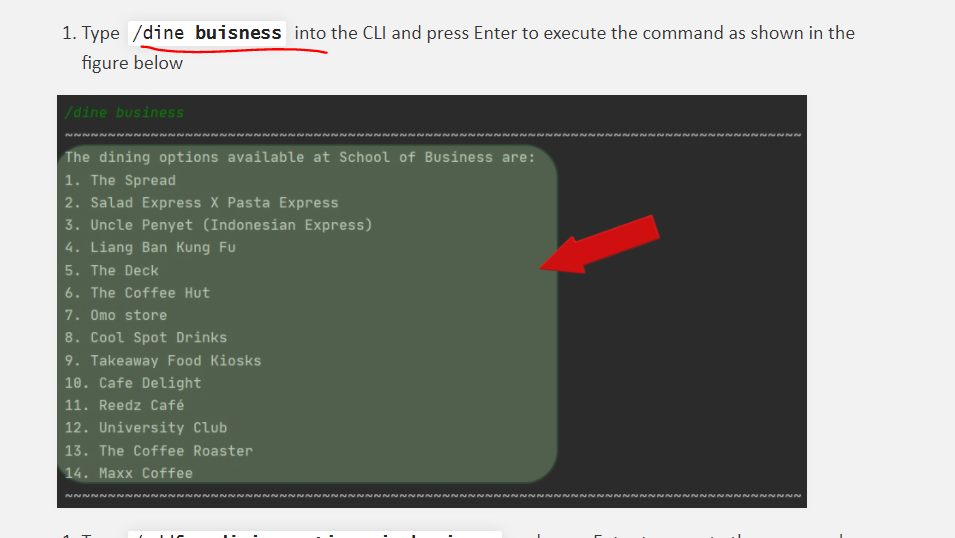 1. Type /dine buisness into the CLI and press Enter to execute the command as shown in the
figure below
/dine business
~~~~~~~~~~~~~~~~~~~~~~~~~~~~~~~~~~~~~~~~~~~~~~~~~~~~~~~~~~~~~~~~~~~~~~~~~~~~~~~~~~~~~~
The dining options available at School of Business are:
1. The Spread
2. Salad Express X Pasta Express
3. Uncle Penyet (Indonesian Express)
4. Liang Ban Kung Fu
5. The Deck
6. The Coffee Hut
7. Omo store
8. Cool Spot Drinks
9. Takeaway Food Kiosks
10. Cafe Delight
11. Reedz Café
12. University Club
13. The Coffee Roaster
14. Maxx Coffee
~~~~~~~~~~~~~~~~~~~~~~~~~~~~~~~~~~~~~~~~~~~~~~~~~~~~~~~~~~~~~~~~~~~~~~~~~~~~~~~~~~~~~~